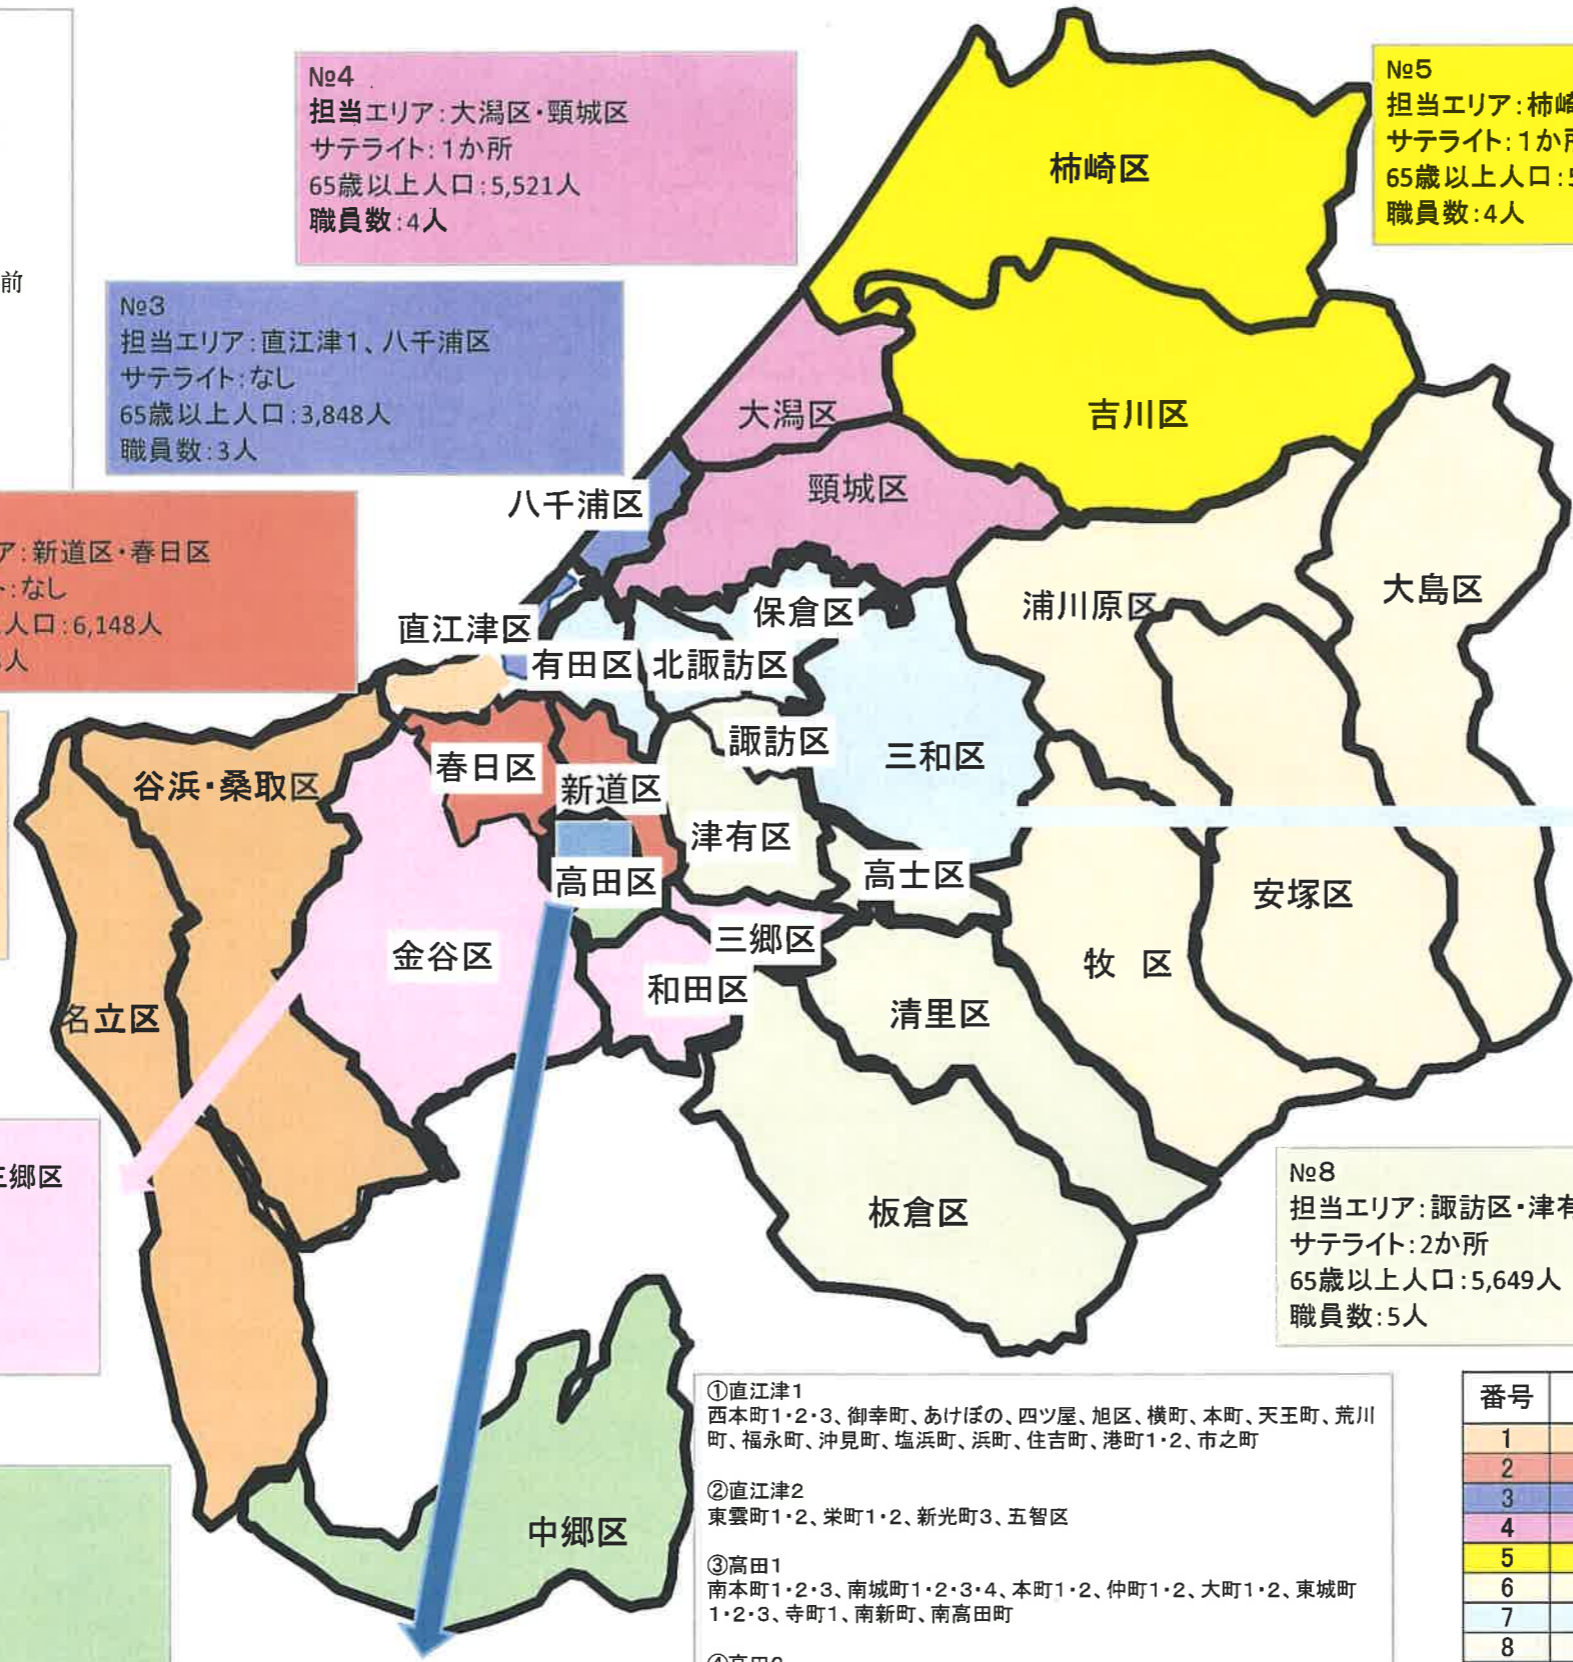 №4
担当エリア:大潟区・頸城区
サテライト:1か所
65歳以上人口:5,521人
職員数:4人
№5
担当エリア:柿崎
サテライト:1か所
65歳以上人口:5
職員数:4人
前
№3
担当エリア:直江津1、八千浦区
サテライト:なし
65歳以上人口:3,848人
職員数:3人
ア:新道区・春日区
ト:なし
人口:6,148人
人
柿崎区
吉川区
大潟区
頸城区
八千浦区
直江津区
有田区
北諏訪区
保倉区
浦川原区
大島区
谷浜・桑取区
春日区
新道区
諏訪区
三和区
津有区
高田区
高士区
安塚区
金谷区
三郷区
和田区
牧 区
名立区
清里区
板倉区
三郷区
№8
担当エリア:諏訪区・津有
サテライト:2か所
65歳以上人口:5,649人
職員数:5人
中郷区
①直江津1
西本町1・2・3、御幸町、あけぼの、四ツ屋、旭区、横町、本町、天王町、荒川
町、福永町、沖見町、塩浜町、浜町、住吉町、港町1・2、市之町
②直江津2
東雲町1・2、栄町1・2、新光町3、五智区
③高田1
南本町1・2・3、南城町1・2・3・4、本町1・2、仲町1・2、大町1・2、東城町
1・2・3、寺町1、南新町、南高田町
番号
1
2
3
4
5
6
7
8